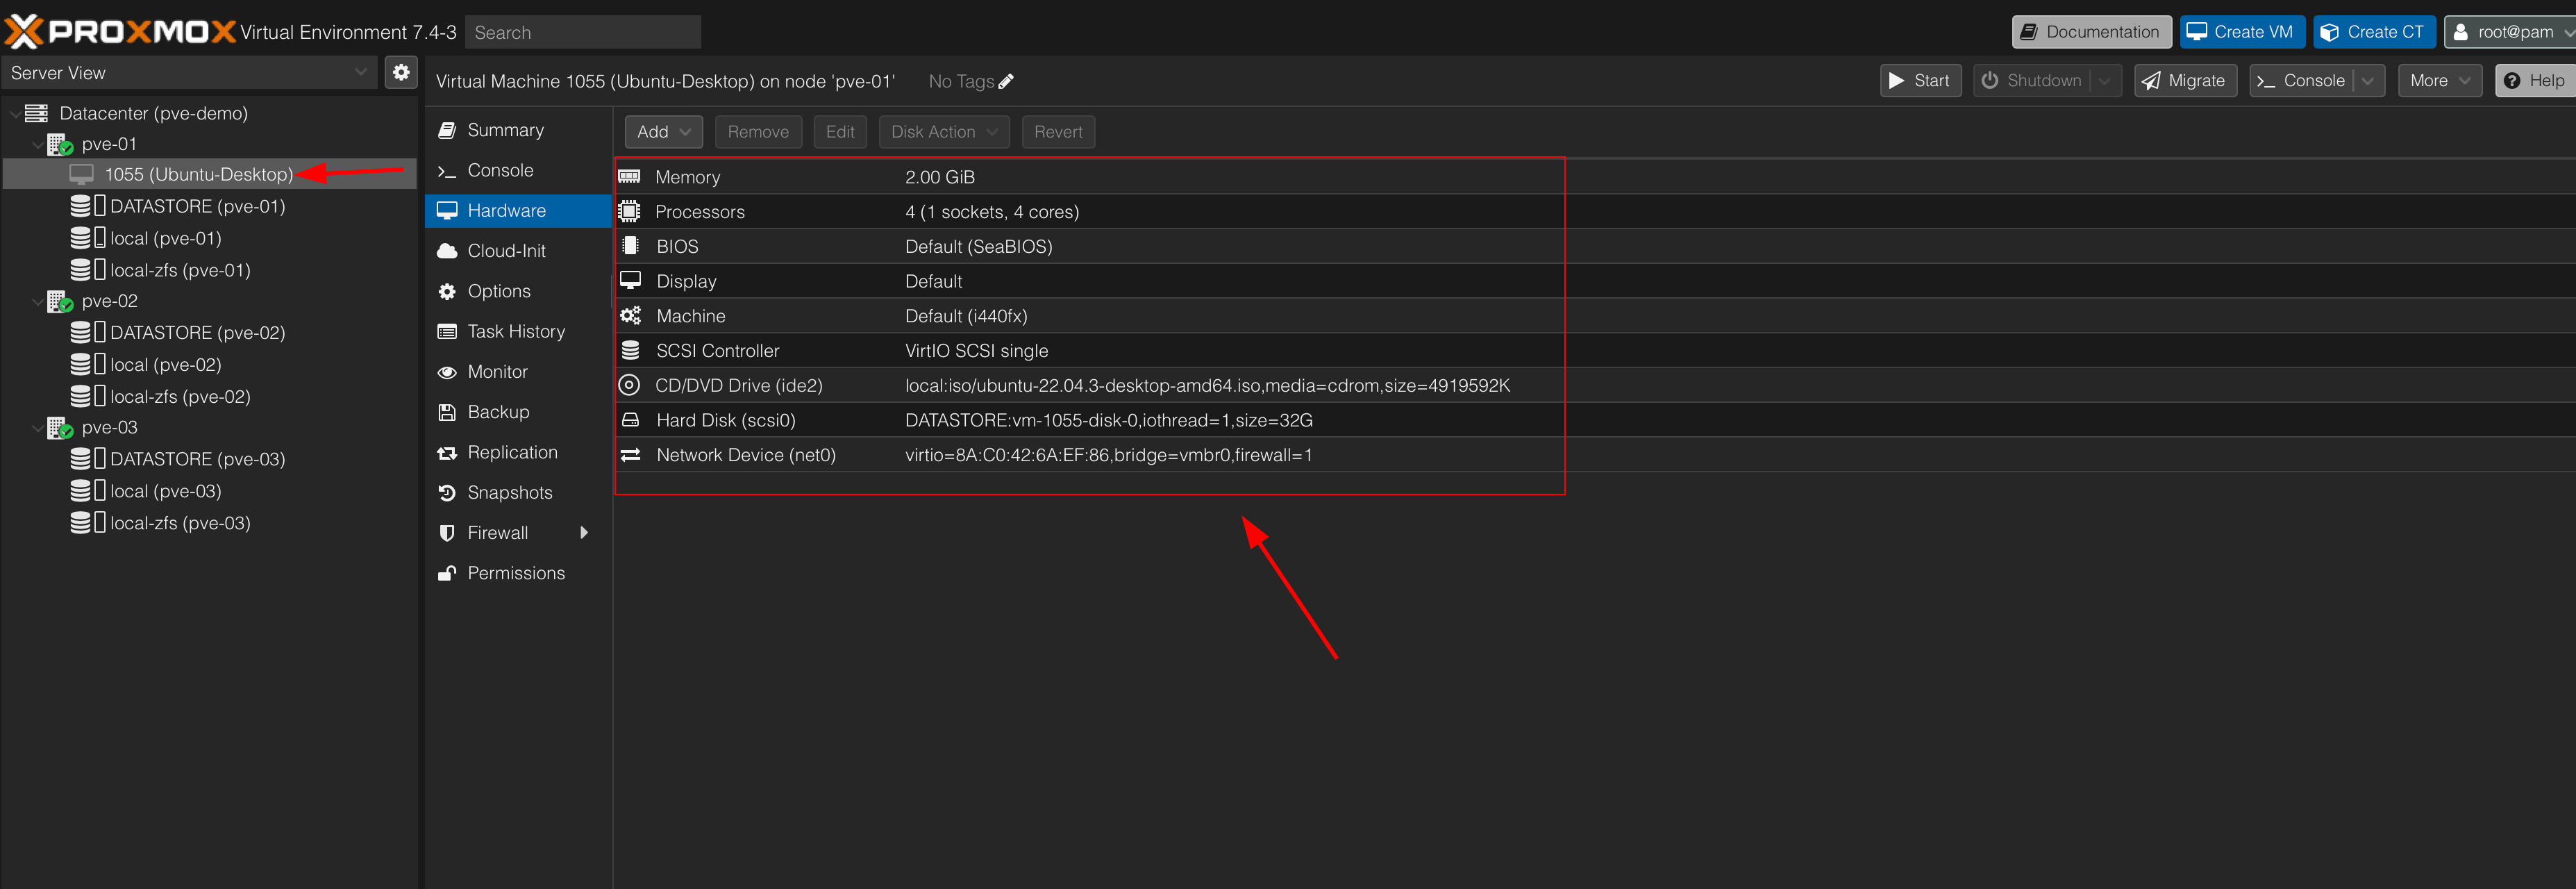 PROXMOX Virtual Environment 7.4-3 Search Documentation Create VM Create CT root@pam
Server View
Virtual Machine 1055 (Ubuntu-Desktop) on node 'pve-01' No Tags Start Shutdown Migrate Console More Help
Datacenter (pve-demo)
pve-01
1055 (Ubuntu-Desktop)
DATASTORE (pve-01)
local (pve-01)
local-zfs (pve-01)
pve-02
DATASTORE (pve-02)
local (pve-02)
local-zfs (pve-02)
pve-03
DATASTORE (pve-03)
local (pve-03)
local-zfs (pve-03)
Summary
Console
Hardware
Cloud-Init
Options
Task History
Monitor
Backup
Replication
Snapshots
Firewall
Permissions
Add Remove Edit Disk Action Revert
Memory 2.00 GiB
Processors 4 (1 sockets, 4 cores)
BIOS Default (SeaBIOS)
Display Default
Machine Default (i440fx)
SCSI Controller VirtIO SCSI single
CD/DVD Drive (ide2) local:iso/ubuntu-22.04.3-desktop-amd64.iso,media=cdrom,size=4919592K
Hard Disk (scsi0) DATASTORE:vm-1055-disk-0,iothread=1,size=32G
Network Device (net0) virtio=8A:C0:42:6A:EF:86,bridge=vmbr0,firewall=1